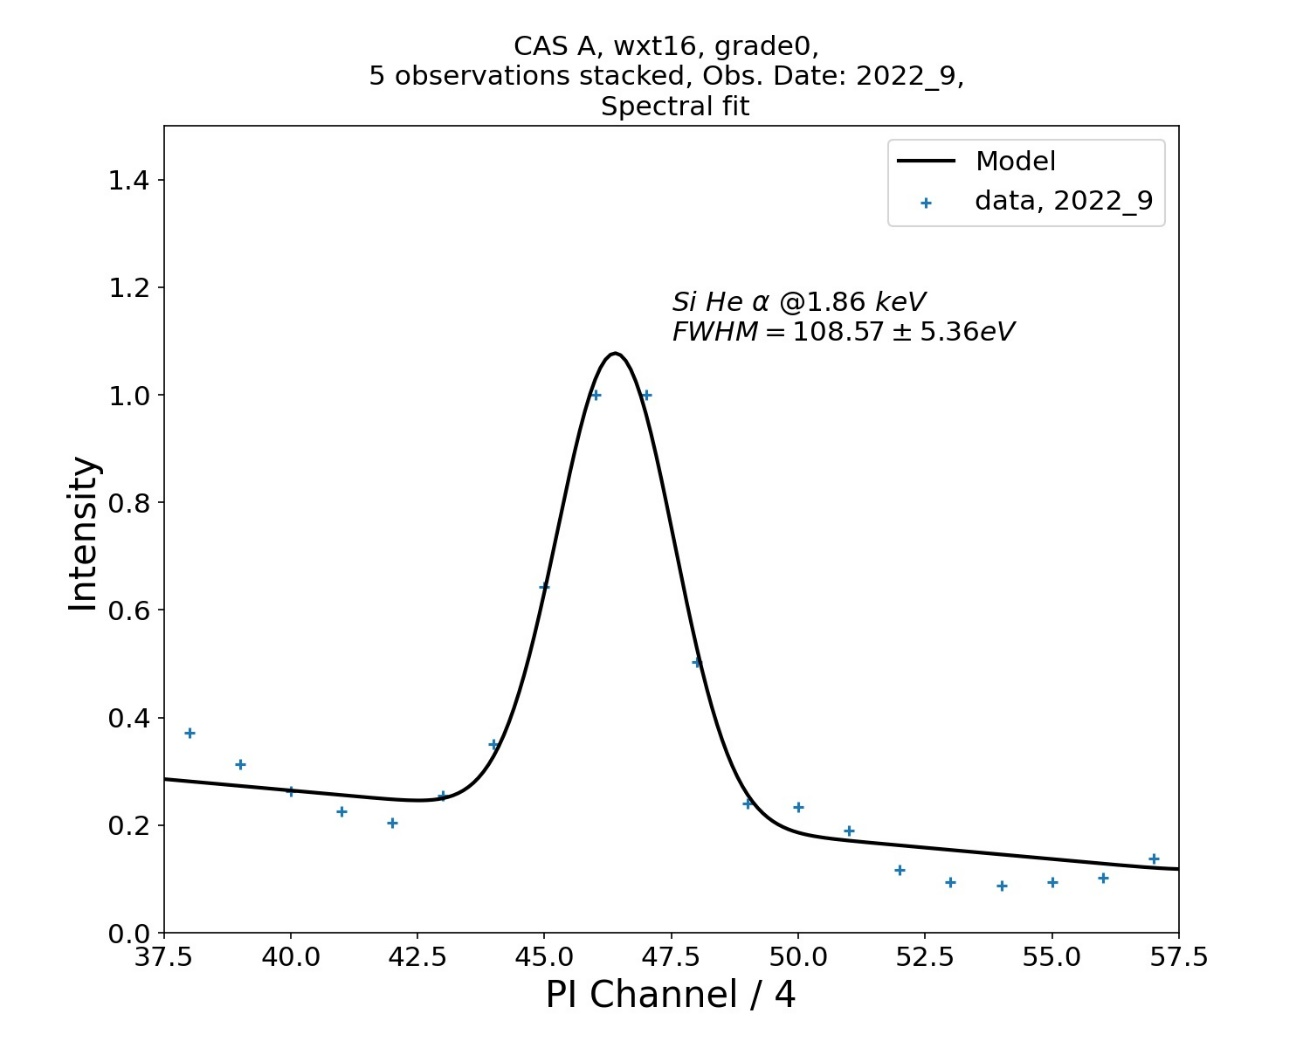 CAS A, wxt16, grade0,
5 observations stacked, Obs. Date: 2022_9,
Spectral fit
Model
data, 2022_9
Si He α @1.86 keV
FWHM = 108.57 ± 5.36eV
Intensity
1.4
1.2
1.0
0.8
0.6
0.4
0.2
0.0
37.5 40.0 42.5 45.0 47.5 50.0 52.5 55.0 57.5
PI Channel / 4